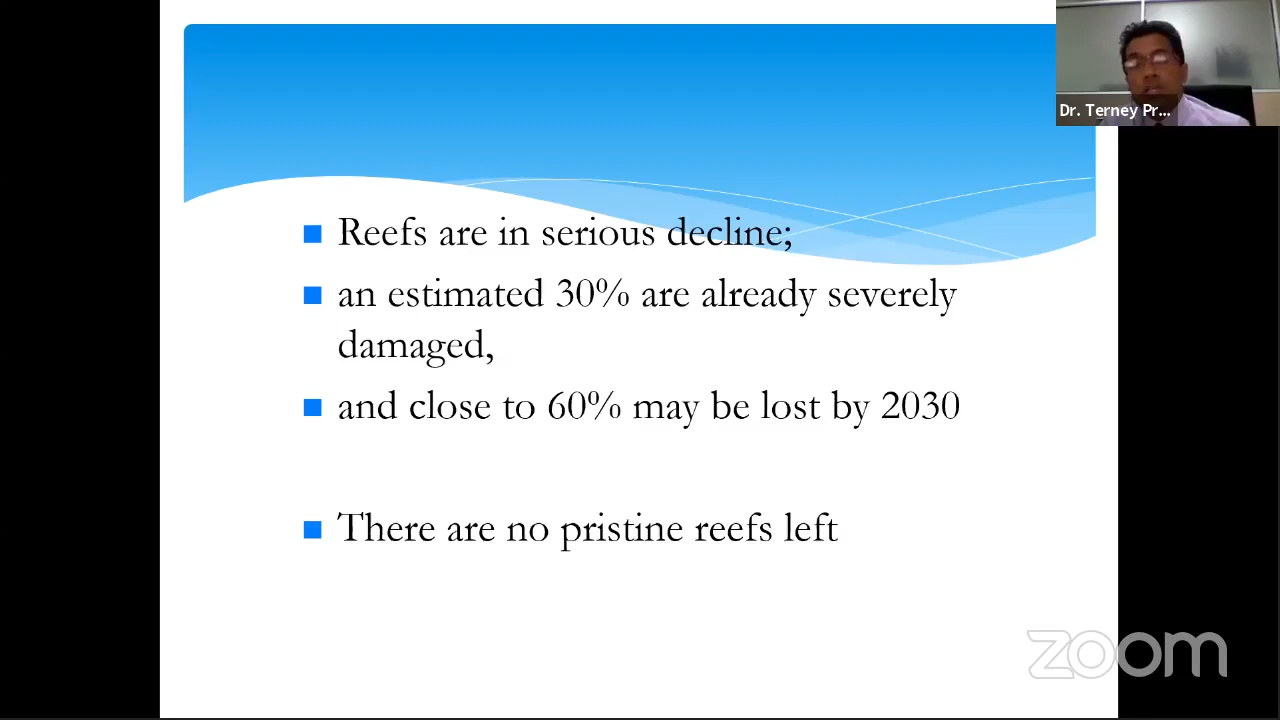 Dr. Terney Pr...
Reefs are in serious decline;
an estimated 30% are already severely
damaged,
and close to 60% may be lost by 2030
There are no pristine reefs left
zoom